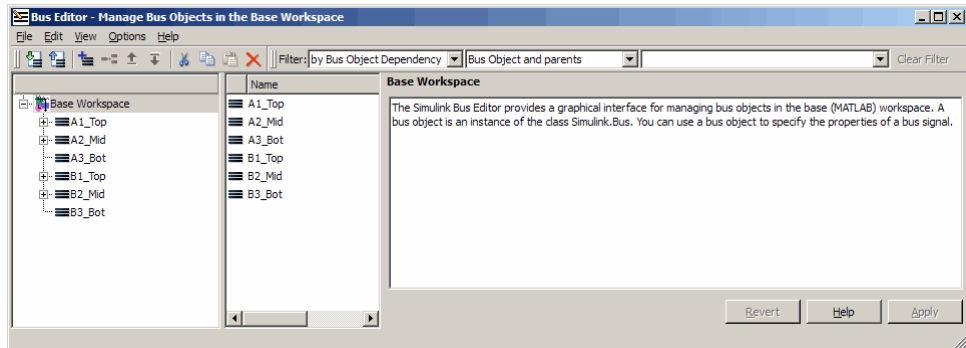 Bus Editor - Manage Bus Objects in the Base Workspace
File Edit View Options Help
Filter: by Bus Object Dependency Bus Object and parents Clear Filter
Base Workspace
A1_Top
A2_Mid
A3_Bot
B1_Top
B2_Mid
B3_Bot
Name
A1_Top
A2_Mid
A3_Bot
B1_Top
B2_Mid
B3_Bot
Base Workspace
The Simulink Bus Editor provides a graphical interface for managing bus objects in the base (MATLAB) workspace. A
bus object is an instance of the class Simulink.Bus. You can use a bus object to specify the properties of a bus signal.
Revert Help Apply